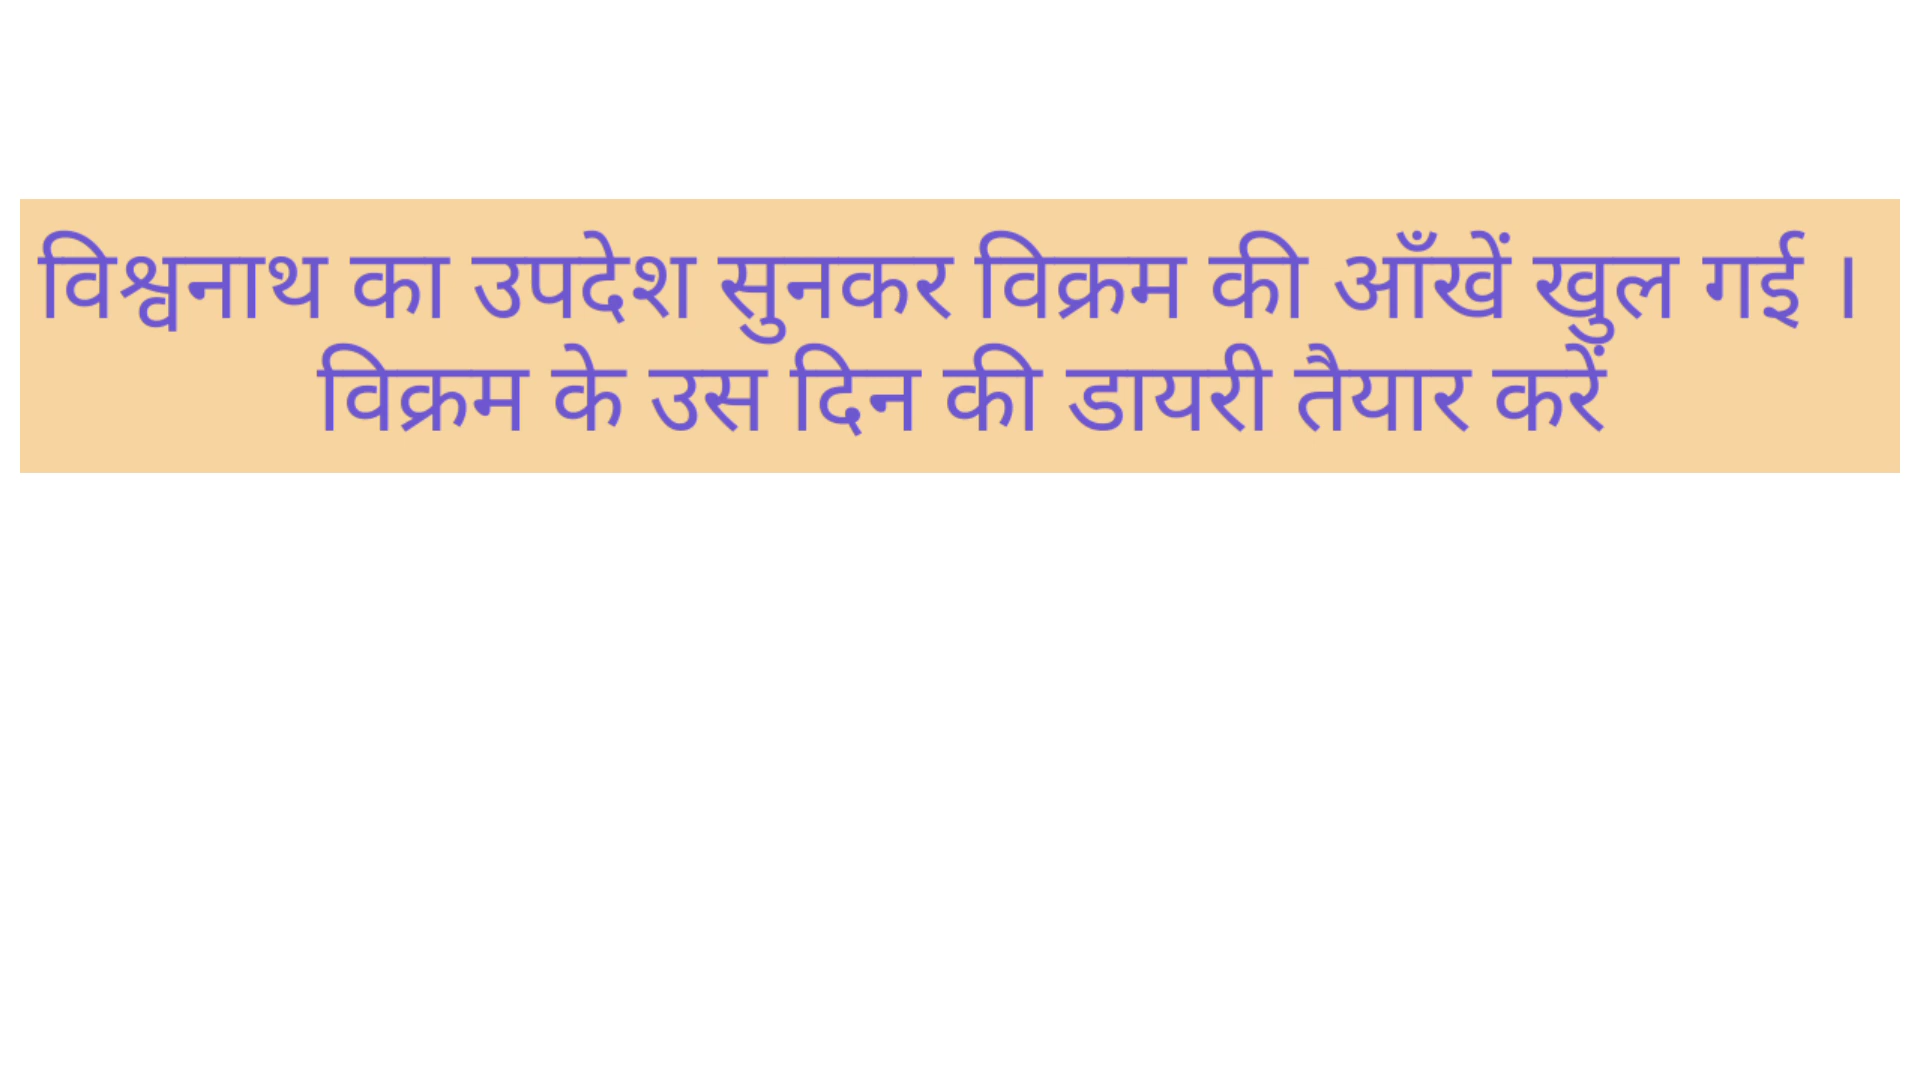 विश्वनाथ का उपदेश सुनकर विक्रम की आँखें खुल गई ।
विक्रम के उस दिन की डायरी तैयार करें